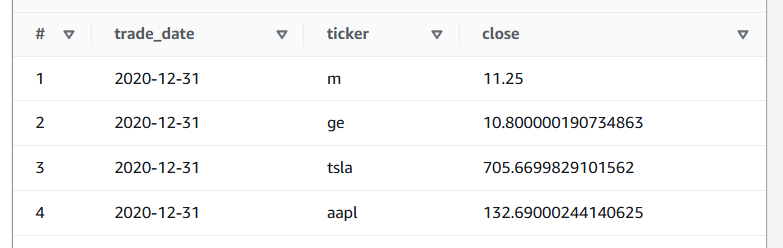 # trade_date ticker close
1 2020-12-31 m 11.25
2 2020-12-31 ge 10.800000190734863
3 2020-12-31 tsla 705.6699829101562
4 2020-12-31 aapl 132.69000244140625